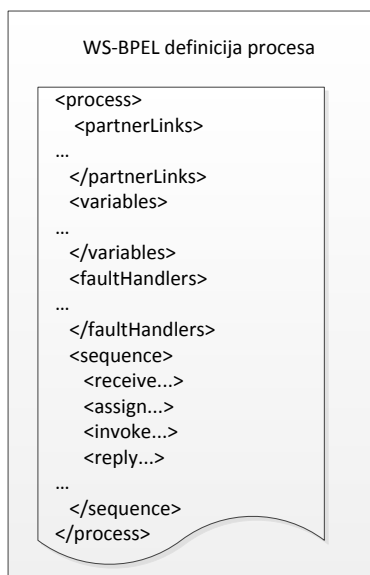 WS-BPEL definicija procesa
<process>
<partnerLinks>
...
</partnerLinks>
<variables>
...
</variables>
<faultHandlers>
...
</faultHandlers>
<sequence>
<receive...>
<assign...>
<invoke...>
<reply...>
...
</sequence>
</process>